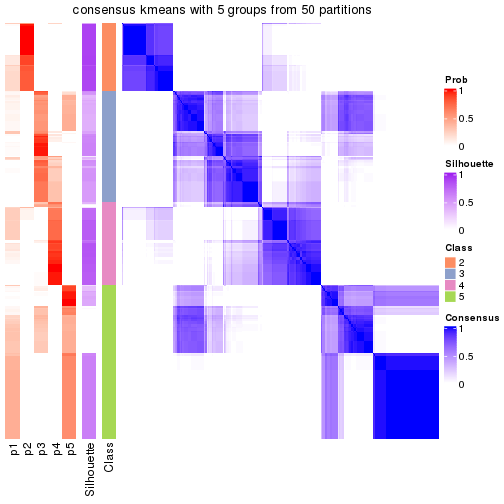 consensus kmeans with 5 groups from 50 partitions
Prob
1
0.5
0
Silhouette
1
0.5
0
Class
2
3
4
5
Consensus
1
0.5
0
p1
p2
p3
p4
p5
Silhouette
Class